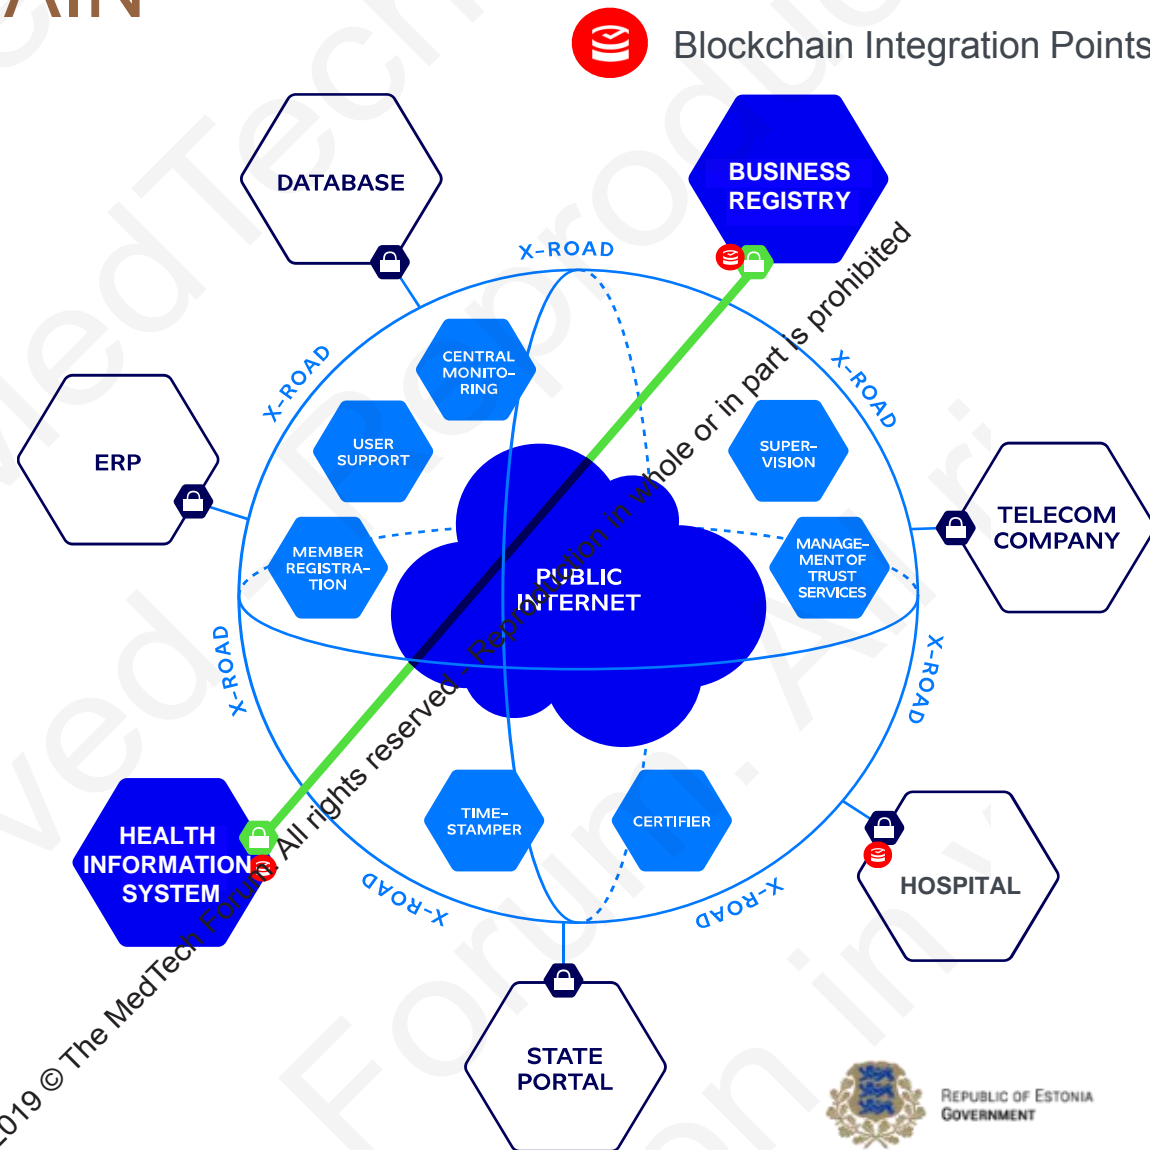 AIN
Blockchain Integration Points
DATABASE
BUSINESS
REGISTRY
X-ROAD
CENTRAL
MONITO-
RING
X-ROAD
X-ROAD
USER
SUPPORT
SUPER-
VISION
ERP
TELECOM
COMPANY
MEMBER
REGISTRA-
TION
MANAGE-
MENT OF
TRUST
SERVICES
PUBLIC
INTERNET
X-ROAD
X-ROAD
TIME-
STAMPER
CERTIFIER
HEALTH
INFORMATION
SYSTEM
X-ROAD
X-ROAD
HOSPITAL
STATE
PORTAL
REPUBLIC OF ESTONIA
GOVERNMENT
2019 © The MedTech Forum. All rights reserved - Reproduction in whole or in part is prohibited